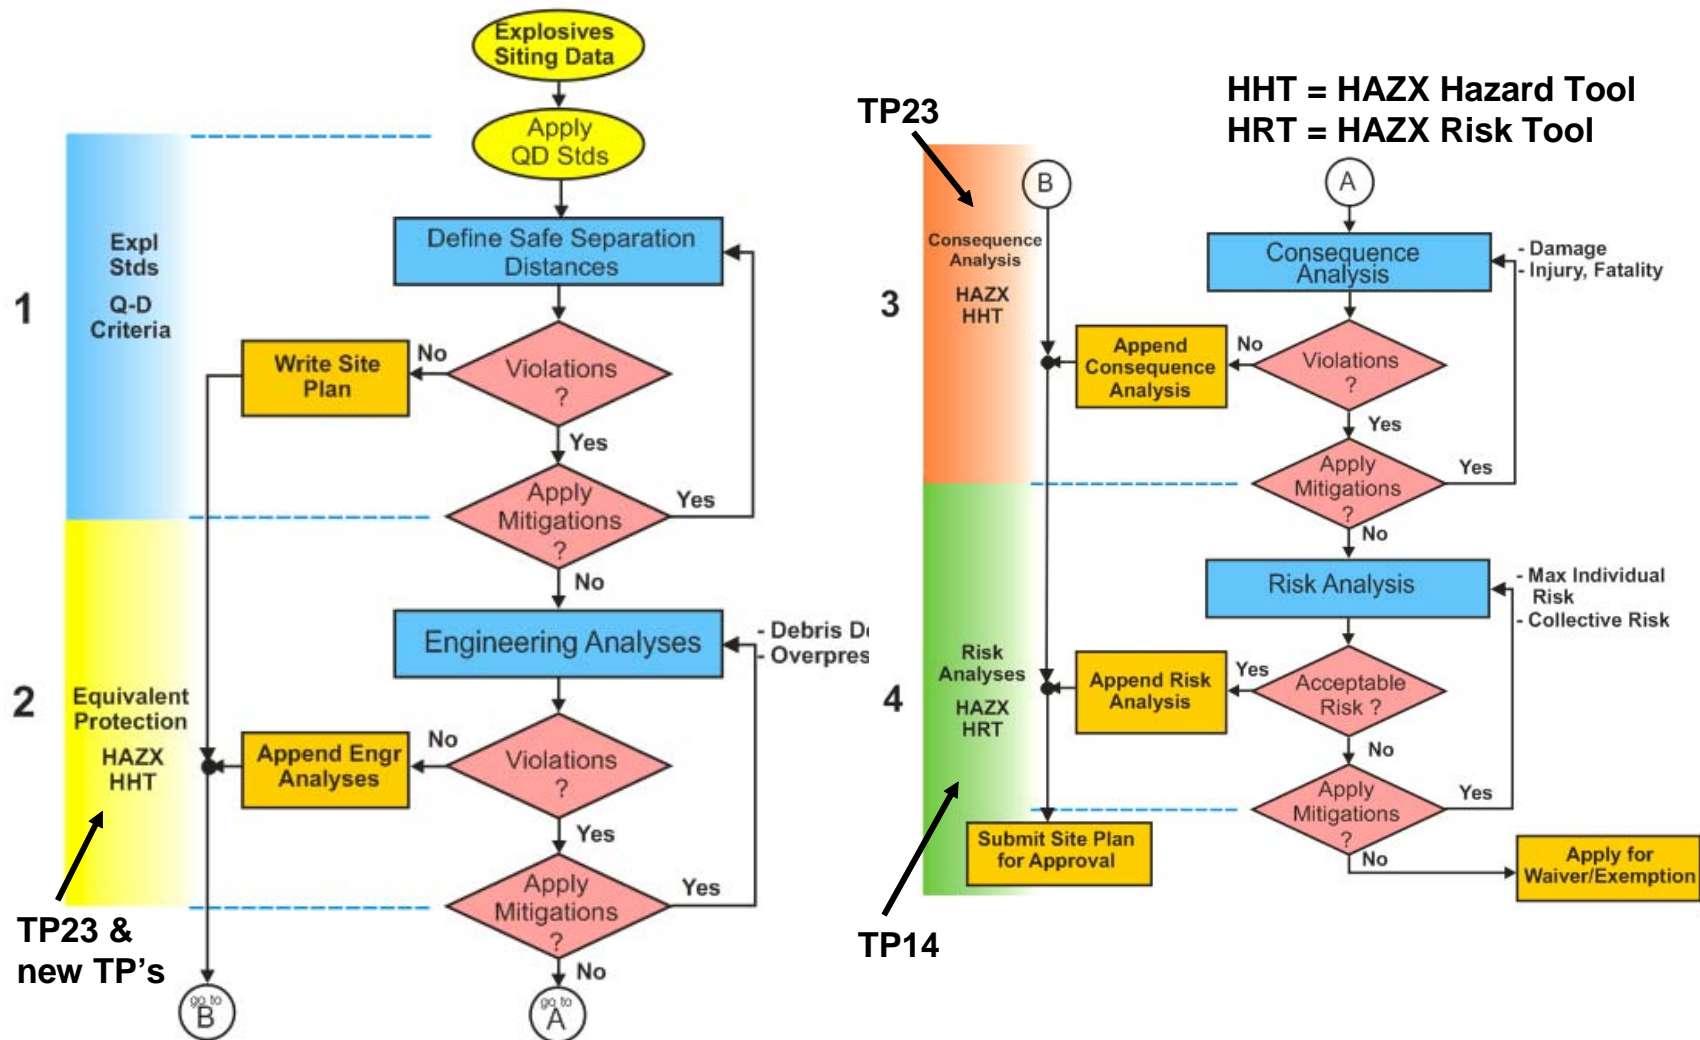 Explosives
Siting Data
Apply
QD Stds
1
Expl
Stds
Q-D
Criteria
Define Safe Separation
Distances
Violations
?
No
Write Site
Plan
Yes
Apply
Mitigations
?
Yes
No
2
Equivalent
Protection
HAZX
HHT
Engineering Analyses
- Debris
- Overpres
Violations
?
No
Append Engr
Analyses
Yes
Apply
Mitigations
?
Yes
No
TP23 &
new TP's
go to
B
go to
A
TP23
HHT = HAZX Hazard Tool
HRT = HAZX Risk Tool
B
A
3
Consequence
Analysis
HAZX
HHT
Consequence
Analysis
- Damage
- Injury, Fatality
Violations
?
No
Append
Consequence
Analysis
Yes
Apply
Mitigations
?
Yes
No
4
Risk
Analyses
HAZX
HRT
Risk Analysis
- Max Individual
Risk
- Collective Risk
Acceptable
Risk ?
Yes
Append Risk
Analysis
No
Apply
Mitigations
?
Yes
No
Submit Site Plan
for Approval
Apply for
Waiver/Exemption
TP14